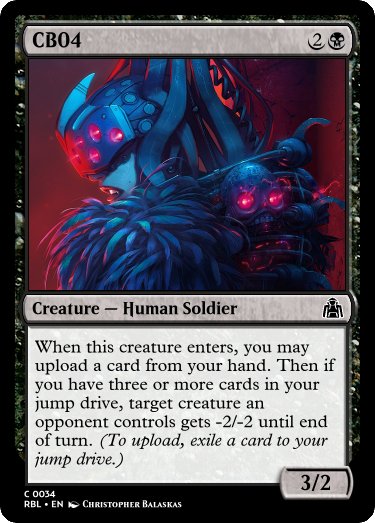 CB04 2
Creature — Human Soldier
When this creature enters, you may
upload a card from your hand. Then if
you have three or more cards in your
jump drive, target creature an
opponent controls gets -2/-2 until end
of turn. (To upload, exile a card to your
jump drive.)
3/2
C 0034
RBL • EN Christopher Balaskas